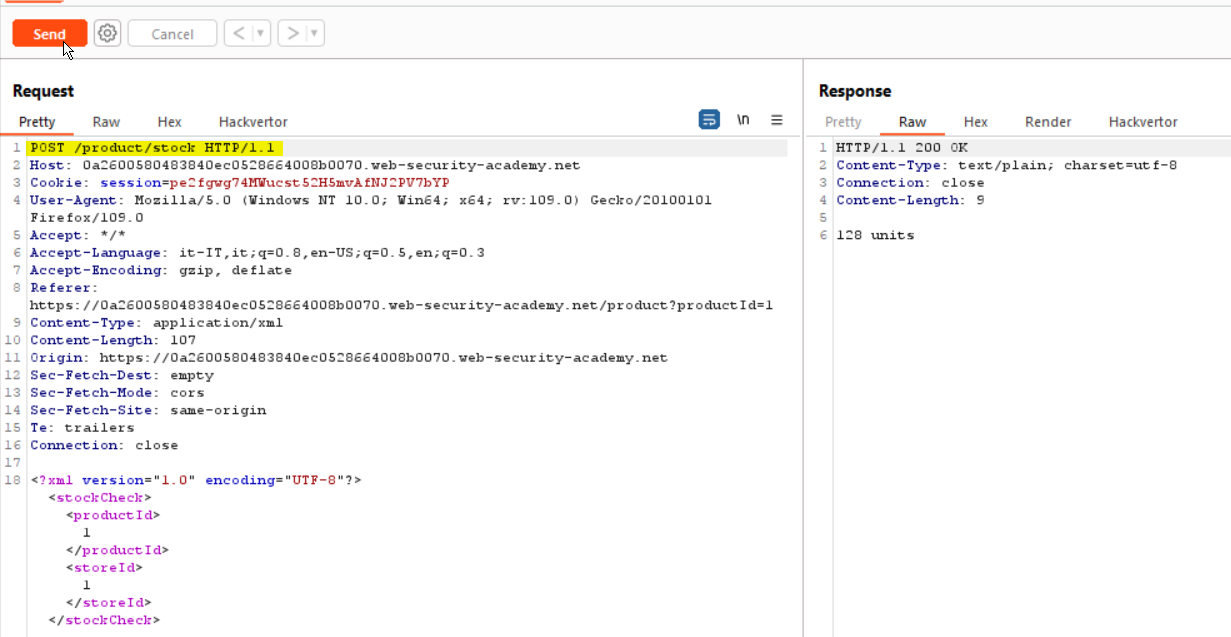 Send
Cancel
< ▼
> ▼
Request
Pretty Raw Hex Hackvertor
\n
1 POST /product/stock HTTP/1.1
2 Host: 0a2600580483840ec0528664008b0070.web-security-academy.net
3 Cookie: session=pe2fgwg74MWucst52H5mvAfNJ2PV7bYP
4 User-Agent: Mozilla/5.0 (Windows NT 10.0; Win64; x64; rv:109.0) Gecko/20100101
Firefox/109.0
5 Accept: */*
6 Accept-Language: it-IT,it;q=0.8,en-US;q=0.5,en;q=0.3
7 Accept-Encoding: gzip, deflate
8 Referer:
https://0a2600580483840ec0528664008b0070.web-security-academy.net/product?productId=1
9 Content-Type: application/xml
10 Content-Length: 107
11 Origin: https://0a2600580483840ec0528664008b0070.web-security-academy.net
12 Sec-Fetch-Dest: empty
13 Sec-Fetch-Mode: cors
14 Sec-Fetch-Site: same-origin
15 Te: trailers
16 Connection: close
17
18 <?xml version="1.0" encoding="UTF-8"?>
<stockCheck>
<productId>
1
</productId>
<storeId>
1
</storeId>
</stockCheck>
Response
Pretty Raw Hex Render Hackvertor
1 HTTP/1.1 200 OK
2 Content-Type: text/plain; charset=utf-8
3 Connection: close
4 Content-Length: 9
5
6 128 units